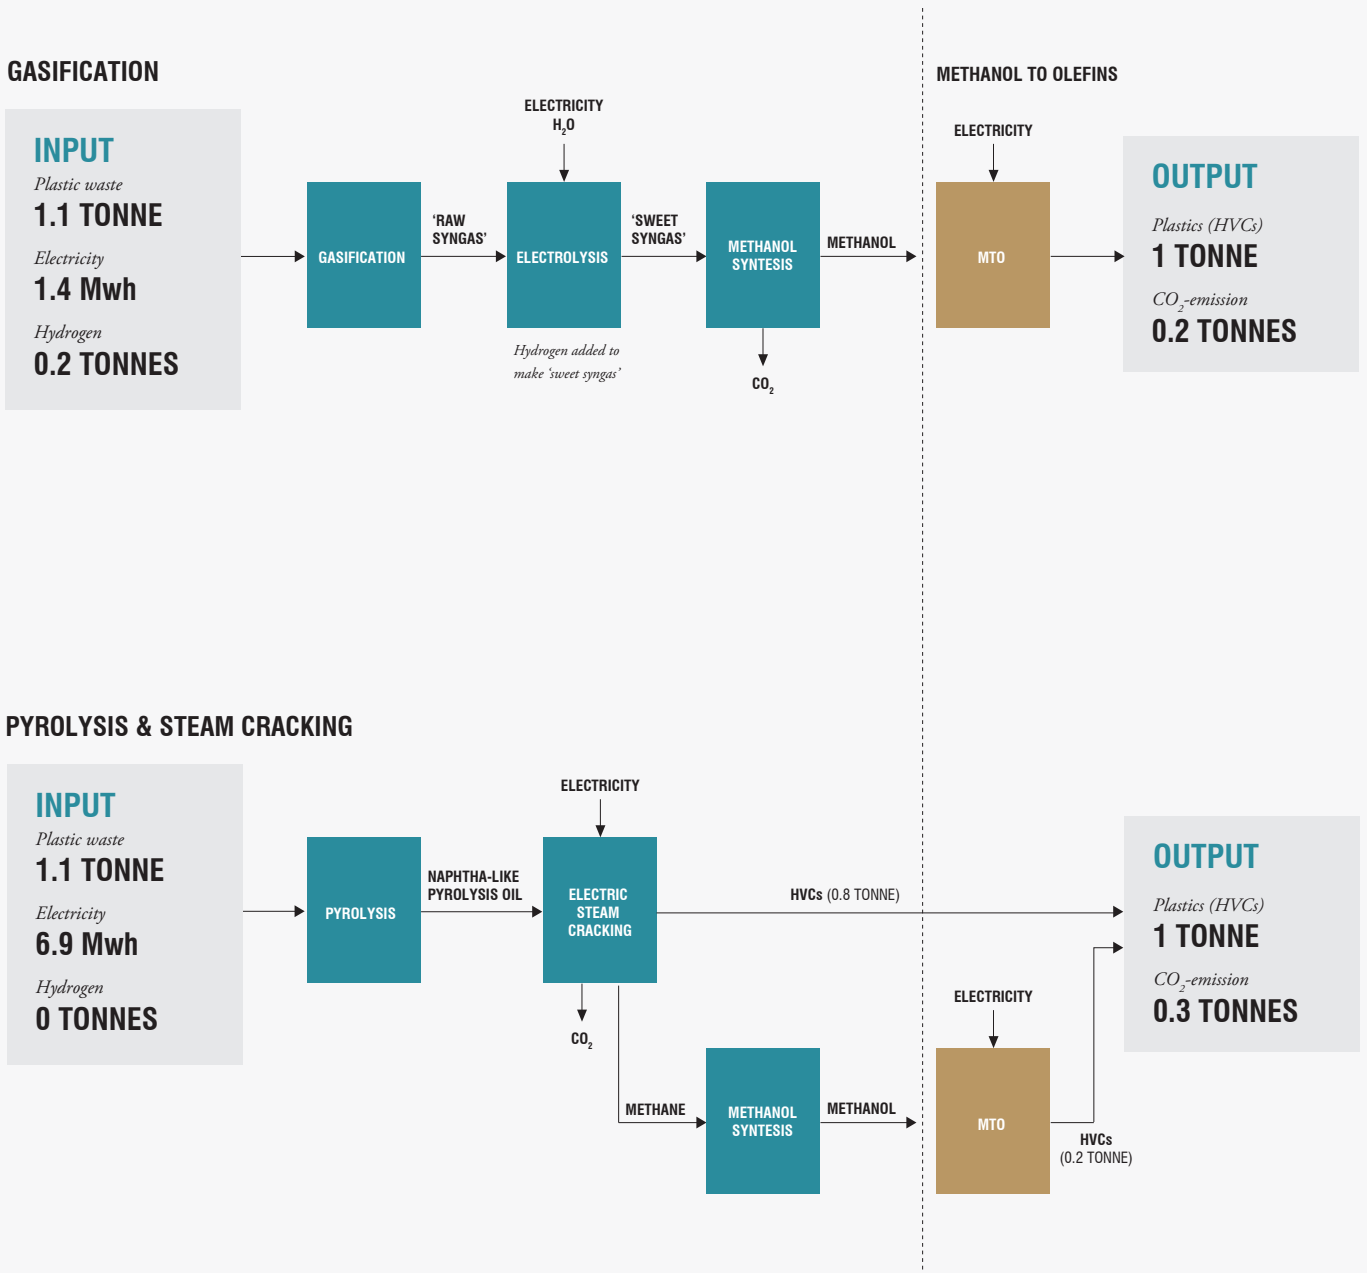 GASIFICATION
METHANOL TO OLEFINS
INPUT
Plastic waste
1.1 TONNE
Electricity
1.4 Mwh
Hydrogen
0.2 TONNES
GASIFICATION
'RAW
SYNGAS'
ELECTRICITY
H₂O
ELECTROLYSIS
Hydrogen added to
make 'sweet syngas'
'SWEET
SYNGAS'
METHANOL
SYNTESIS
CO₂
METHANOL
ELECTRICITY
MTO
OUTPUT
Plastics (HVCs)
1 TONNE
CO₂-emission
0.2 TONNES
PYROLYSIS & STEAM CRACKING
INPUT
Plastic waste
1.1 TONNE
Electricity
6.9 Mwh
Hydrogen
0 TONNES
PYROLYSIS
NAPHTHA-LIKE
PYROLYSIS OIL
ELECTRICITY
ELECTRIC
STEAM
CRACKING
CO₂
HVCs (0.8 TONNE)
METHANE
METHANOL
SYNTESIS
METHANOL
ELECTRICITY
MTO
HVCs
(0.2 TONNE)
OUTPUT
Plastics (HVCs)
1 TONNE
CO₂-emission
0.3 TONNES